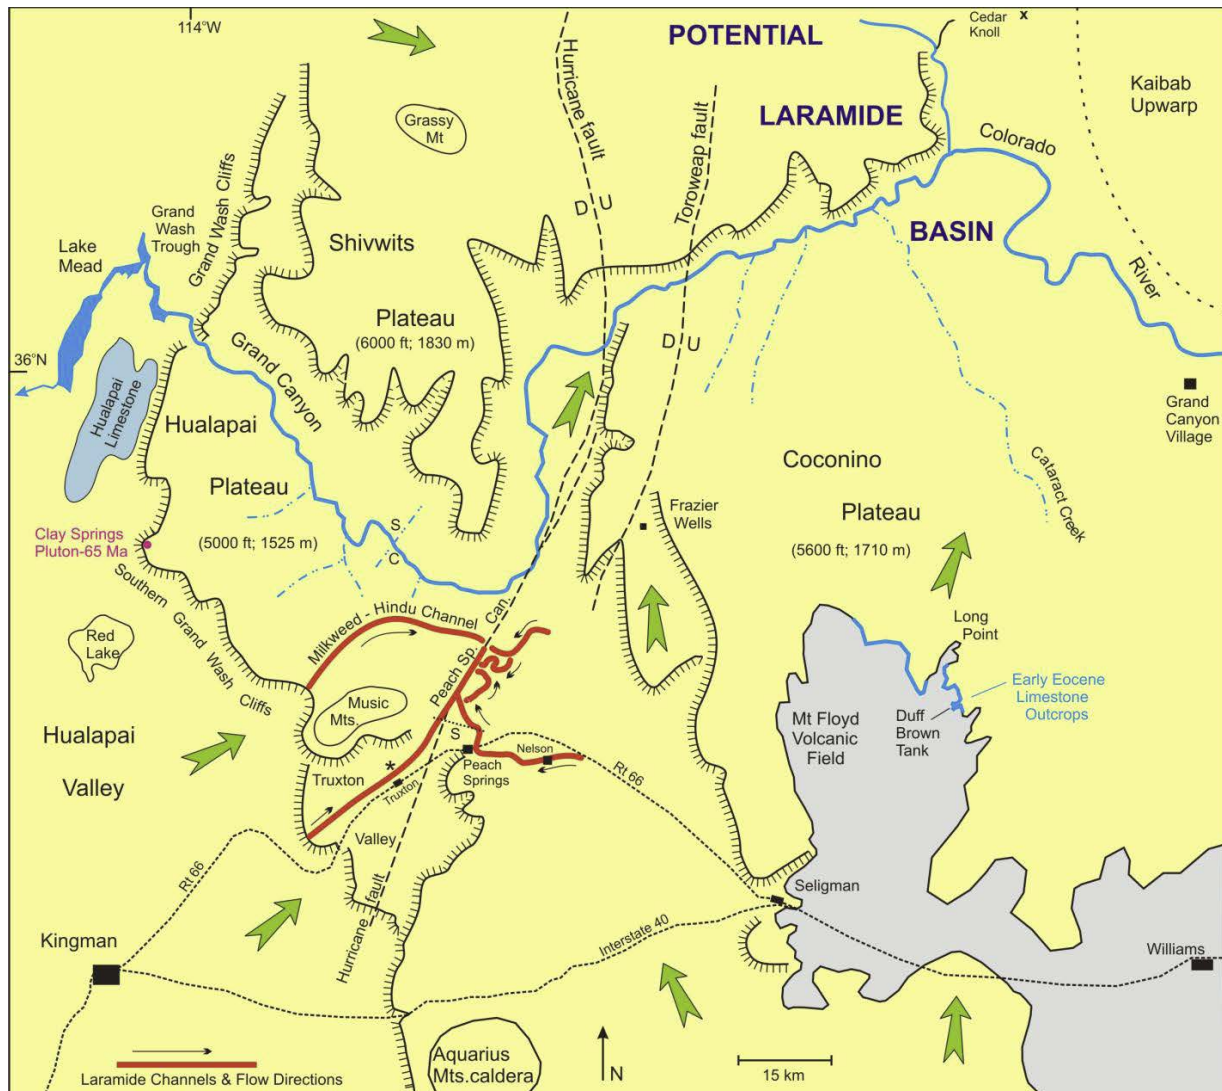 114°W
POTENTIAL
Cedar
Knoll
x
Kaibab
Upwarp
Hurricane fault
Grassy
Mt
LARAMIDE
Toroweap fault
Colorado
Grand Wash Cliffs
Grand
Wash
Trough
D U
BASIN
Lake
Mead
Shivwits
River
Plateau
(6000 ft; 1830 m)
D U
36°N
Grand Canyon
Hualapai
Limestone
Hualapai
Grand
Canyon
Village
Coconino
Cataract Creek
Plateau
Frazier
Wells
Plateau
(5600 ft; 1710 m)
Clay Springs
Pluton-65 Ma
(5000 ft; 1525 m)
S
C
Southern Grand Wash Cliffs
Milkweed - Hindu Channel
Peach Sp. Can.
Long
Point
Red
Lake
Early Eocene
Limestone
Outcrops
Music
Mts.
Mt Floyd
Volcanic
Field
Duff
Brown
Tank
Hualapai
Valley
S
Nelson
Peach
Springs
Truxton
*
Truxton
Rt 66
Valley
Rt 66
Hurricane fault
Seligman
Kingman
Interstate 40
Williams
Aquarius
Mts.caldera
N
15 km
Laramide Channels & Flow Directions